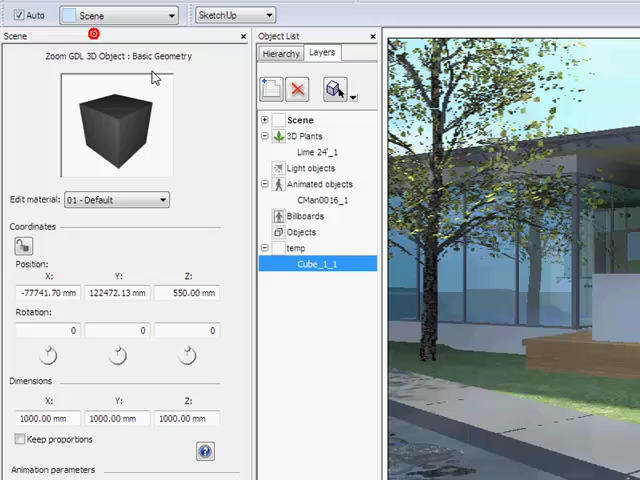 Auto
Scene
SketchUp
Scene
Zoom GDL 3D Object : Basic Geometry
Edit material:
01 - Default
Coordinates
Position:
X:
Y:
Z:
-77741.70 mm
122472.13 mm
550.00 mm
Rotation:
0
0
0
Dimensions
X:
Y:
Z:
1000.00 mm
1000.00 mm
1000.00 mm
Keep proportions
Animation parameters
Object List
Hierarchy
Layers
Scene
3D Plants
Lime 24'_1
Light objects
Animated objects
CMan0016_1
Billboards
Objects
temp
Cube_1_1